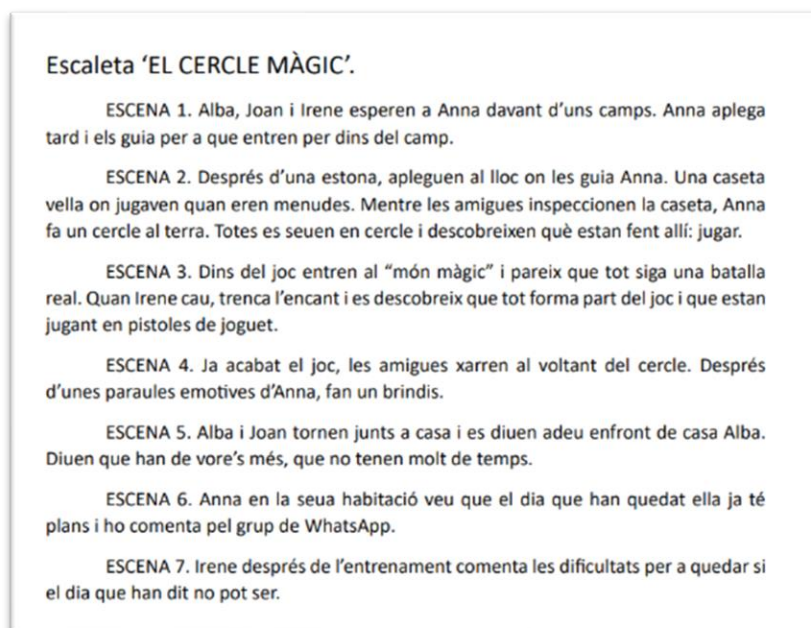 Escaleta ‘EL CERCLE MÀGIC’.
ESCENA 1. Alba, Joan i Irene esperen a Anna davant d’uns camps. Anna aplega
tard i els guia per a que entren per dins del camp.
ESCENA 2. Després d’una estona, apleguen al lloc on les guia Anna. Una caseta
vella on jugaven quan eren menudes. Mentre les amigues inspeccionen la caseta, Anna
fa un cercle al terra. Totes es seuen en cercle i descobreixen què estan fent allí: jugar.
ESCENA 3. Dins del joc entren al “món màgic” i pareix que tot siga una batalla
real. Quan Irene cau, trenca l’encant i es descobreix que tot forma part del joc i que estan
jugant en pistoles de joguet.
ESCENA 4. Ja acabat el joc, les amigues xarren al voltant del cercle. Després
d’unes paraules emotives d’Anna, fan un brindis.
ESCENA 5. Alba i Joan tornen junts a casa i es diuen adeu enfront de casa Alba.
Diuen que han de vore’s més, que no tenen molt de temps.
ESCENA 6. Anna en la seua habitació veu que el dia que han quedat ella ja té
plans i ho comenta pel grup de WhatsApp.
ESCENA 7. Irene després de l’entrenament comenta les dificultats per a quedar si
el dia que han dit no pot ser.